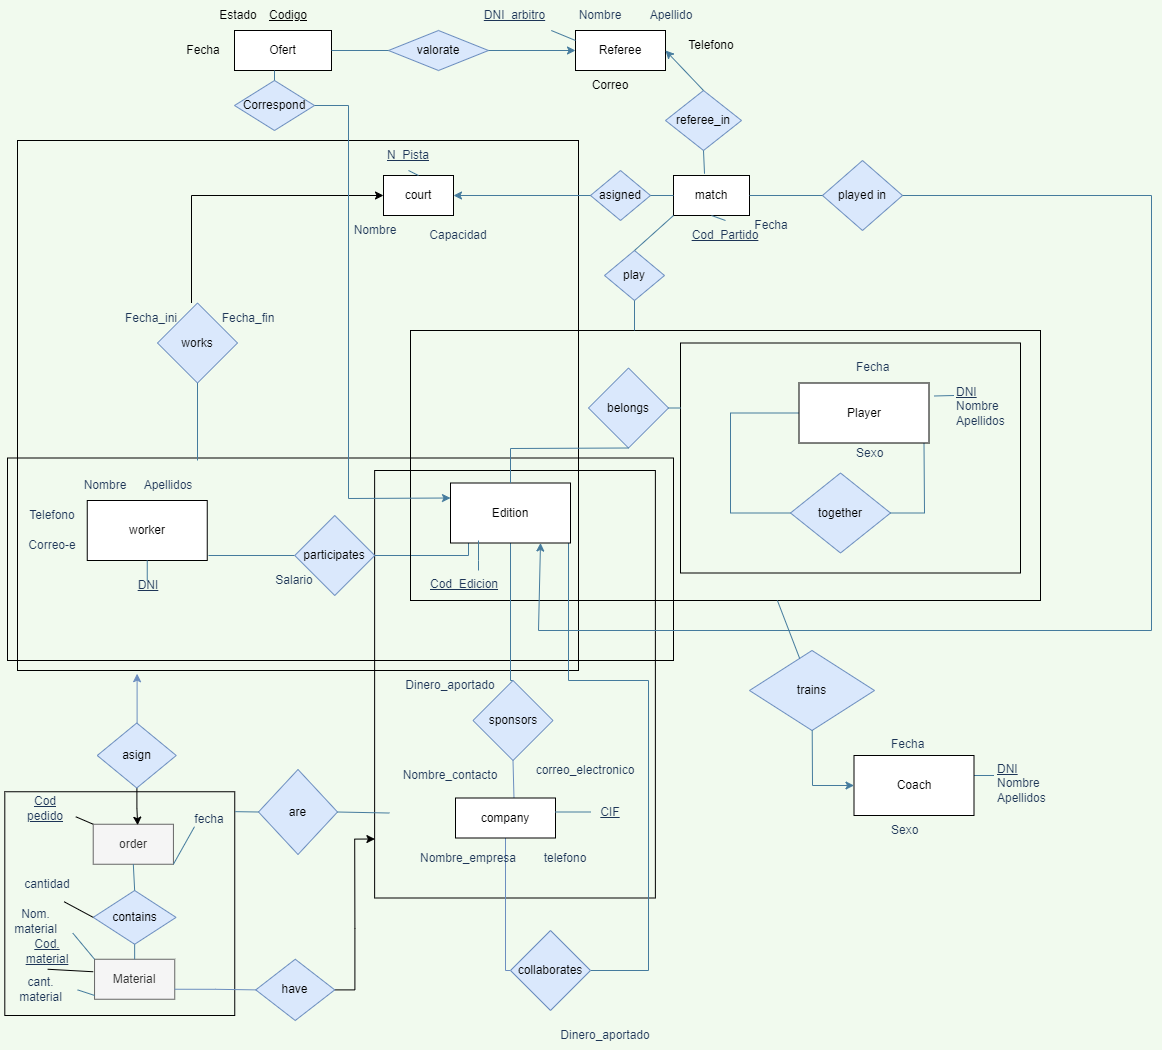 Estado Codigo
DNI_arbitro Nombre Apellido
Fecha
Ofert
valorate
Referee
Telefono
Correo
Correspond
referee_in
N_Pista
court
asigned
match
played in
Nombre
Capacidad
Fecha
Cod_Partido
play
Fecha_ini
Fecha_fin
works
Fecha
belongs
Player
DNI
Nombre
Apellidos
Sexo
Nombre Apellidos
Telefono
worker
Correo-e
DNI
Edition
together
participates
Salario
Cod_Edicion
Dinero_aportado
sponsors
trains
asign
Nombre_contacto
correo_electronico
Fecha
Coach
DNI
Nombre
Apellidos
Sexo
Cod
pedido
fecha
are
company
CIF
order
Nombre_empresa
telefono
cantidad
contains
Nom.
material
Cod.
material
Material
cant.
material
have
collaborates
Dinero_aportado